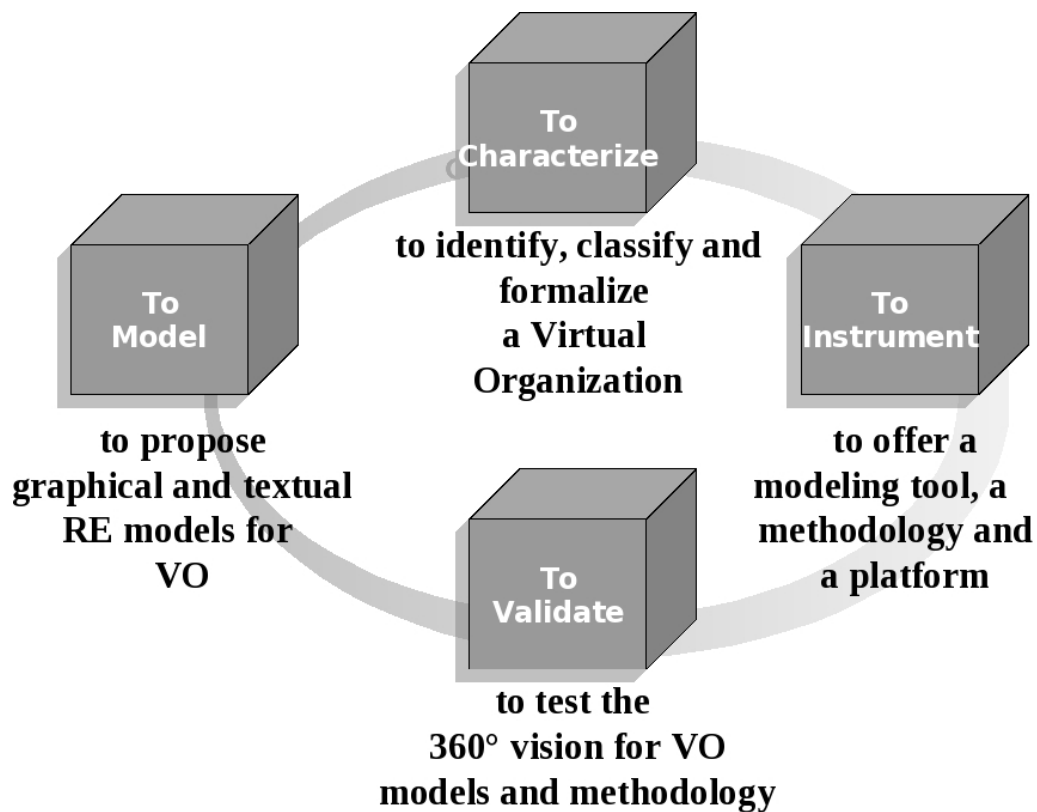 To
Characterize
to identify, classify and
formalize
a Virtual
Organization
To
Model
to propose
graphical and textual
RE models for
VO
To
Instrument
to offer a
modeling tool, a
methodology and
a platform
To
Validate
to test the
360° vision for VO
models and methodology